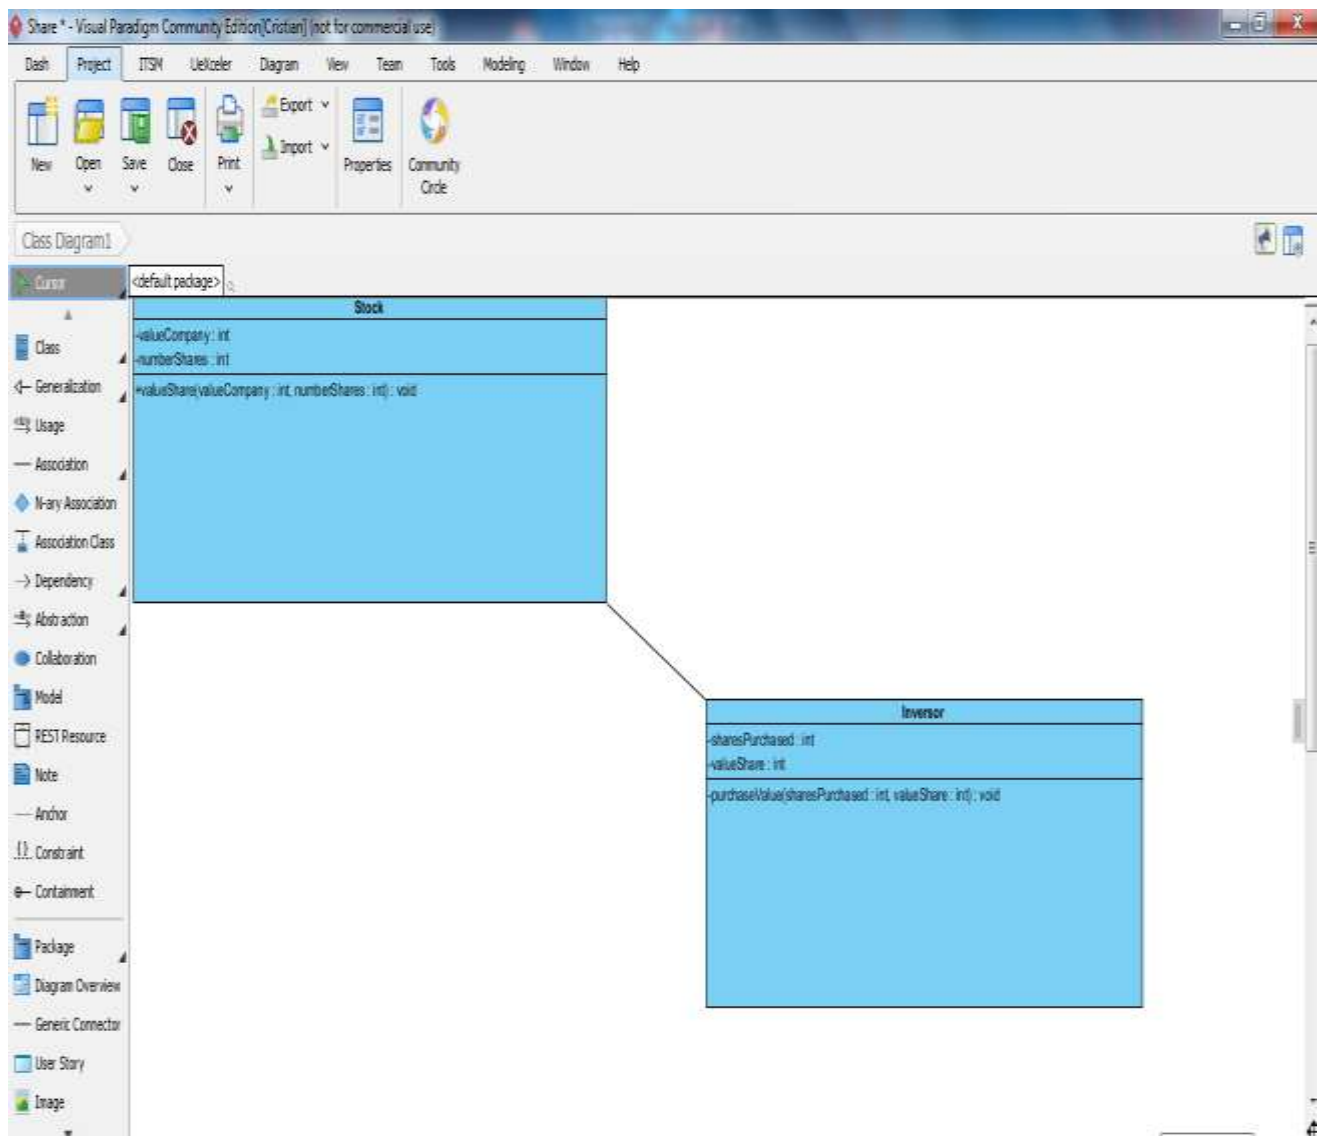 Share * - Visual Paradigm Community Edition[Cristian] (not for commercial use)
Dash Project ITSM UeXceler Diagram View Team Tools Modeling Window Help
New Open Save Close Print Export Import Properties Community Circle
Class Diagram1
Cursor
<default package>
Class
Generalization
Usage
Association
N-ary Association
Association Class
Dependency
Abstraction
Collaboration
Model
REST Resource
Note
Anchor
{} Constraint
Containment
Package
Diagram Overview
Generic Connector
User Story
Image
Stock
-valueCompany : int
-numberShares : int
+valueShare(valueCompany : int, numberShares : int) : void
Inversor
-sharesPurchased : int
-valueShare : int
-purchaseValue(sharesPurchased : int, valueShare : int) : void